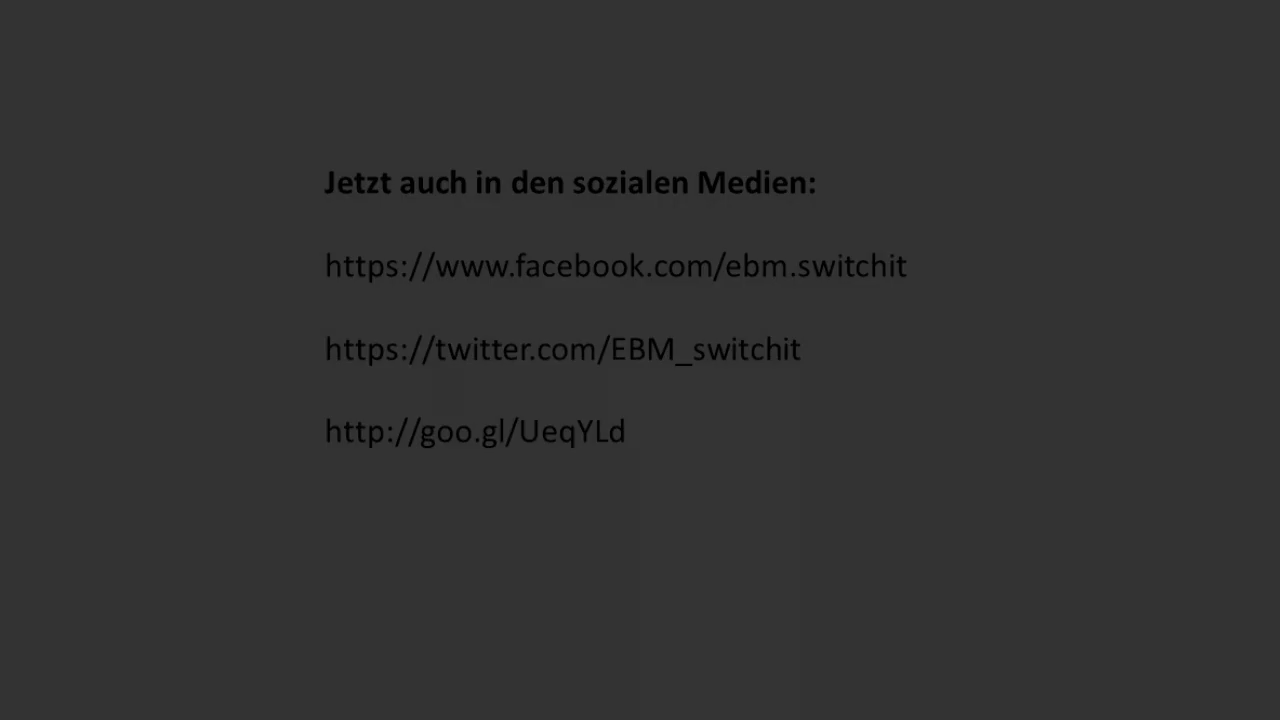 Jetzt auch in den sozialen Medien:
https://www.facebook.com/ebm.switchit
https://twitter.com/EBM_switchit
http://goo.gl/UeqYLd